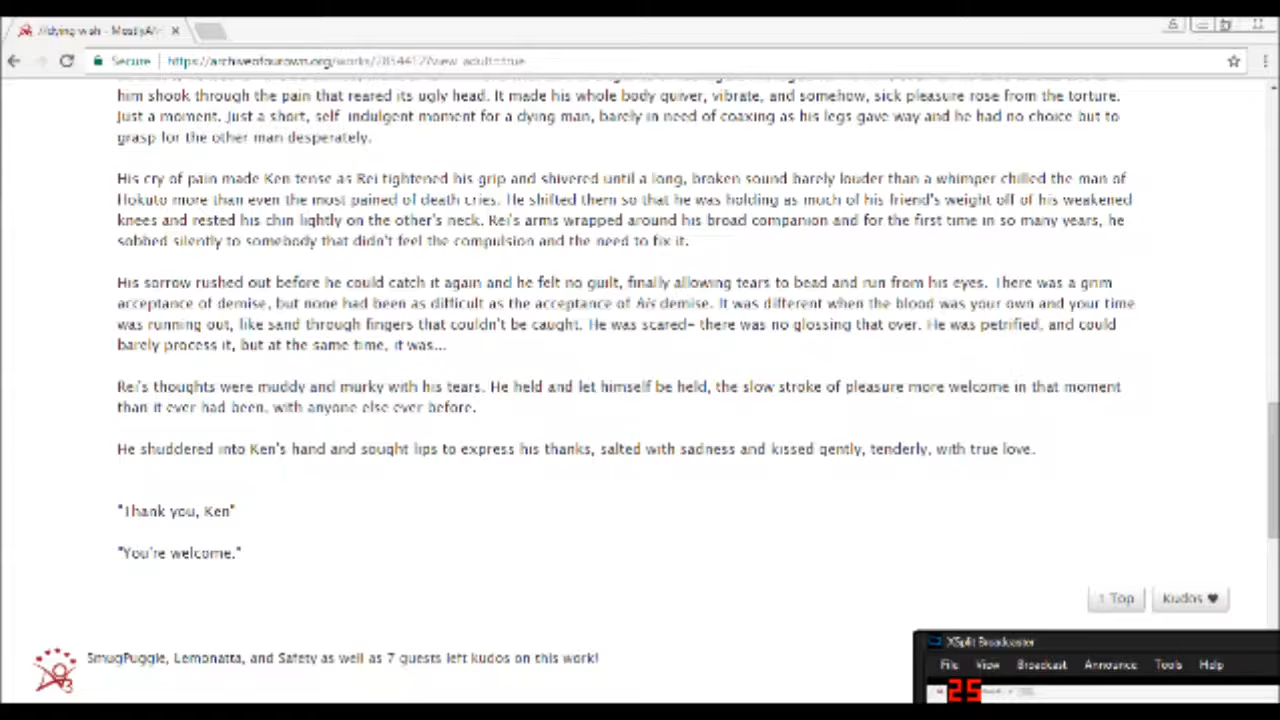 //dying wish - MostlyAl
Secure
https://archiveofourown.org/works/7854412?view_adult=true
him shook through the pain that reared its ugly head. It made his whole body quiver, vibrate, and somehow, sick pleasure rose from the torture.
Just a moment. Just a short, self indulgent moment for a dying man, barely in need of coaxing as his legs gave way and he had no choice but to
grasp for the other man desperately.
His cry of pain made Ken tense as Rei tightened his grip and shivered until a long, broken sound barely louder than a whimper chilled the man of
Hokuto more than even the most pained of death cries. He shifted them so that he was holding as much of his friend's weight off of his weakened
knees and rested his chin lightly on the other's neck. Rei's arms wrapped around his broad companion and for the first time in so many years, he
sobbed silently to somebody that didn't feel the compulsion and the need to fix it.
His sorrow rushed out before he could catch it again and he felt no guilt, finally allowing tears to bead and run from his eyes. There was a grim
acceptance of demise, but none had been as difficult as the acceptance of his demise. It was different when the blood was your own and your time
was running out, like sand through fingers that couldn't be caught. He was scared- there was no glossing that over. He was petrified, and could
barely process it, but at the same time, it was...
Rei's thoughts were muddy and murky with his tears. He held and let himself be held, the slow stroke of pleasure more welcome in that moment
than it ever had been, with anyone else ever before.
He shuddered into Ken's hand and sought lips to express his thanks, salted with sadness and kissed gently, tenderly, with true love.
"Thank you, Ken"
"You're welcome."
↑ Top
Kudos ♥
SmugPuggle, Lemonatta, and Safety as well as 7 guests left kudos on this work!
XSplit Broadcaster
File View Broadcast Announce Tools Help
25